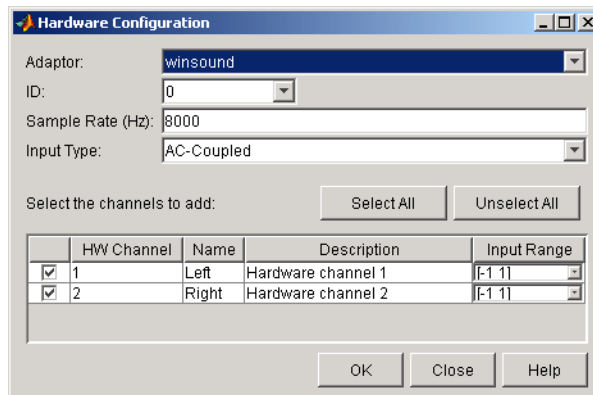 Hardware Configuration
Adaptor: winsound
ID: 0
Sample Rate (Hz): 8000
Input Type: AC-Coupled
Select the channels to add: Select All Unselect All
HW Channel Name Description Input Range
1 Left Hardware channel 1 [-1 1]
2 Right Hardware channel 2 [-1 1]
OK Close Help